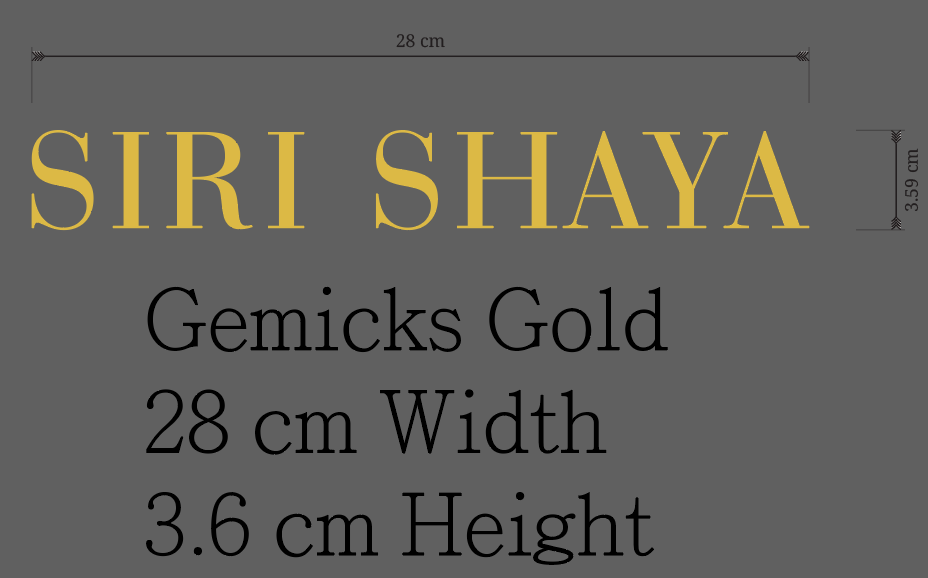 28 cm
SIRI SHAYA
3.59 cm
Gemicks Gold
28 cm Width
3.6 cm Height